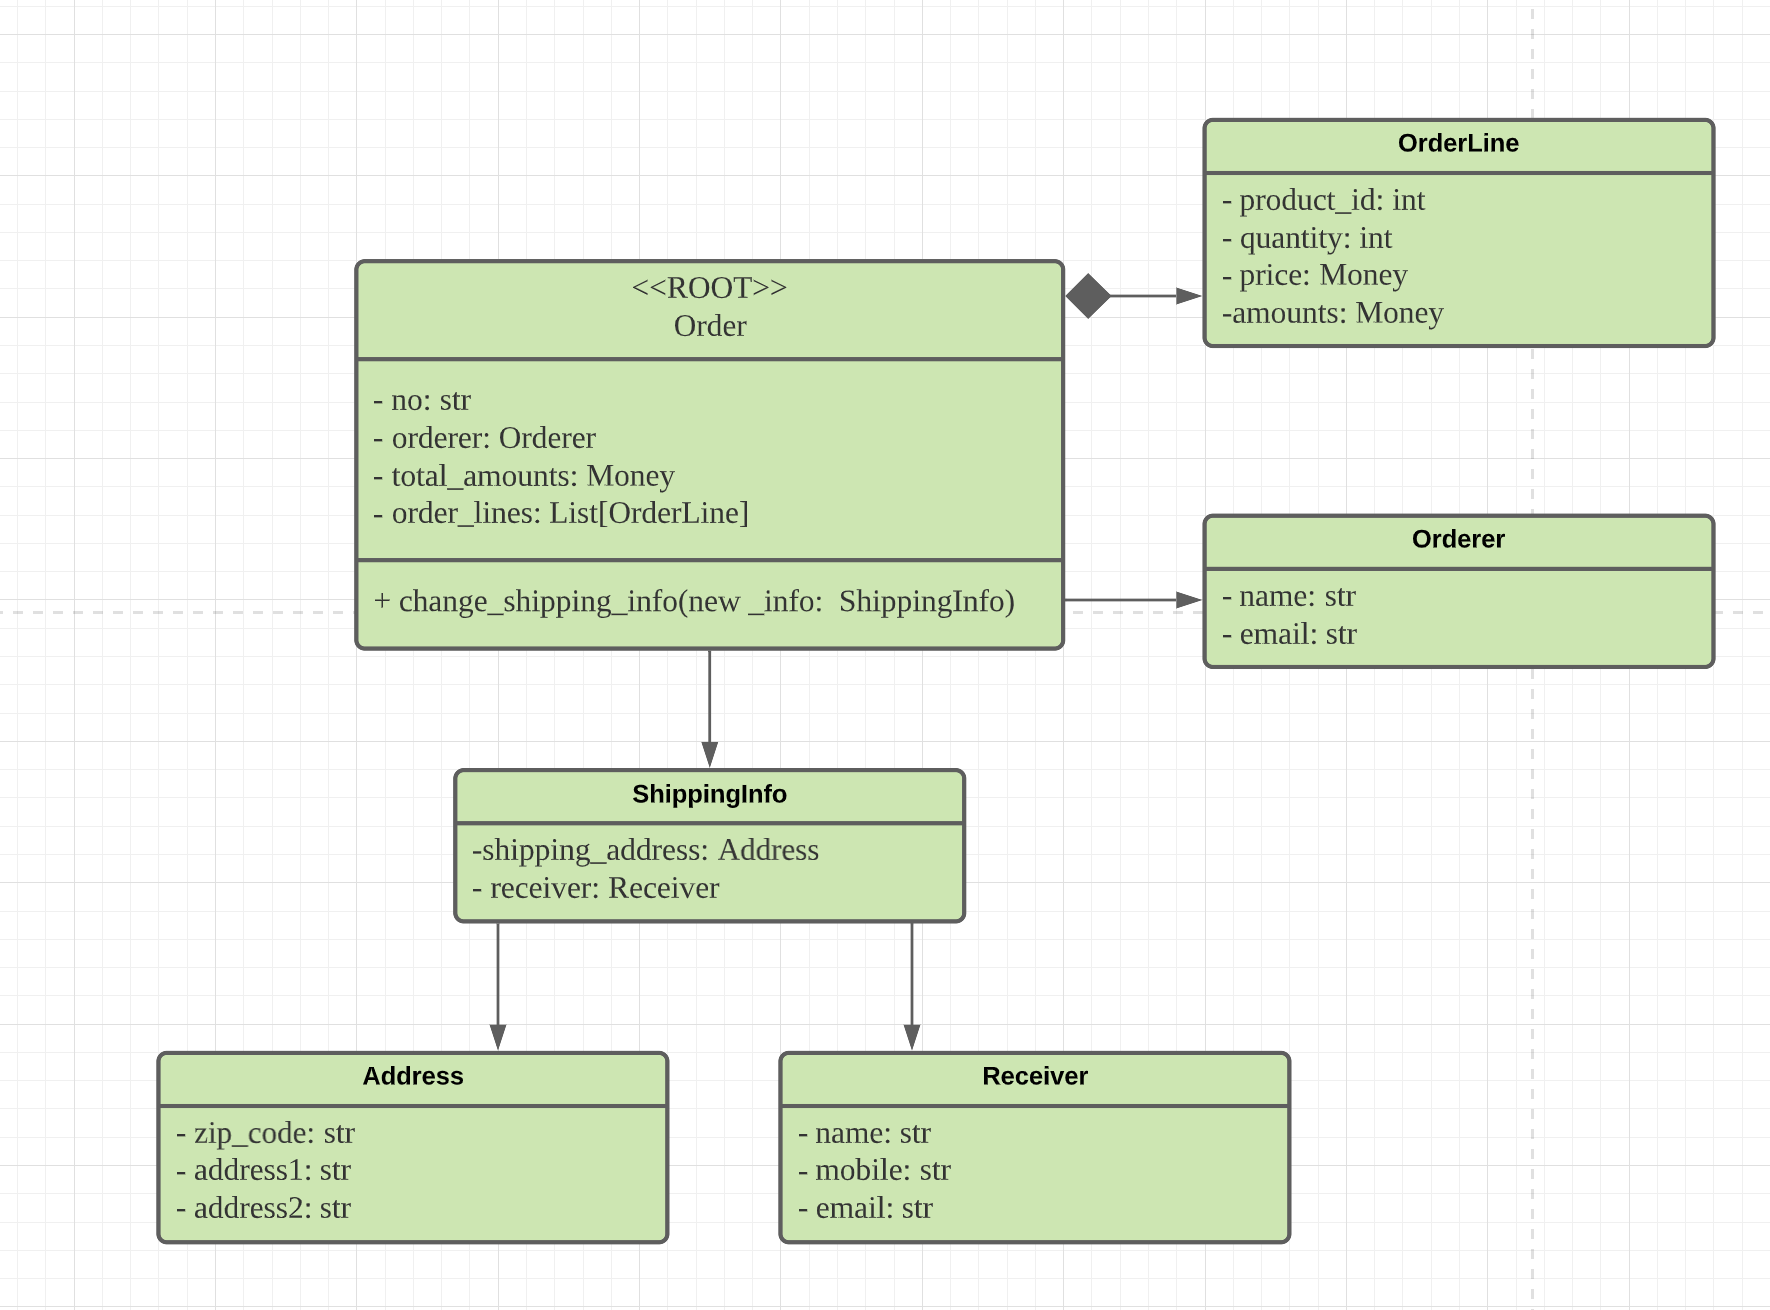 OrderLine
- product_id: int
- quantity: int
- price: Money
-amounts: Money
<<ROOT>>
Order
- no: str
- orderer: Orderer
- total_amounts: Money
- order_lines: List[OrderLine]
+ change_shipping_info(new _info:  ShippingInfo)
Orderer
- name: str
- email: str
ShippingInfo
-shipping_address: Address
- receiver: Receiver
Address
- zip_code: str
- address1: str
- address2: str
Receiver
- name: str
- mobile: str
- email: str